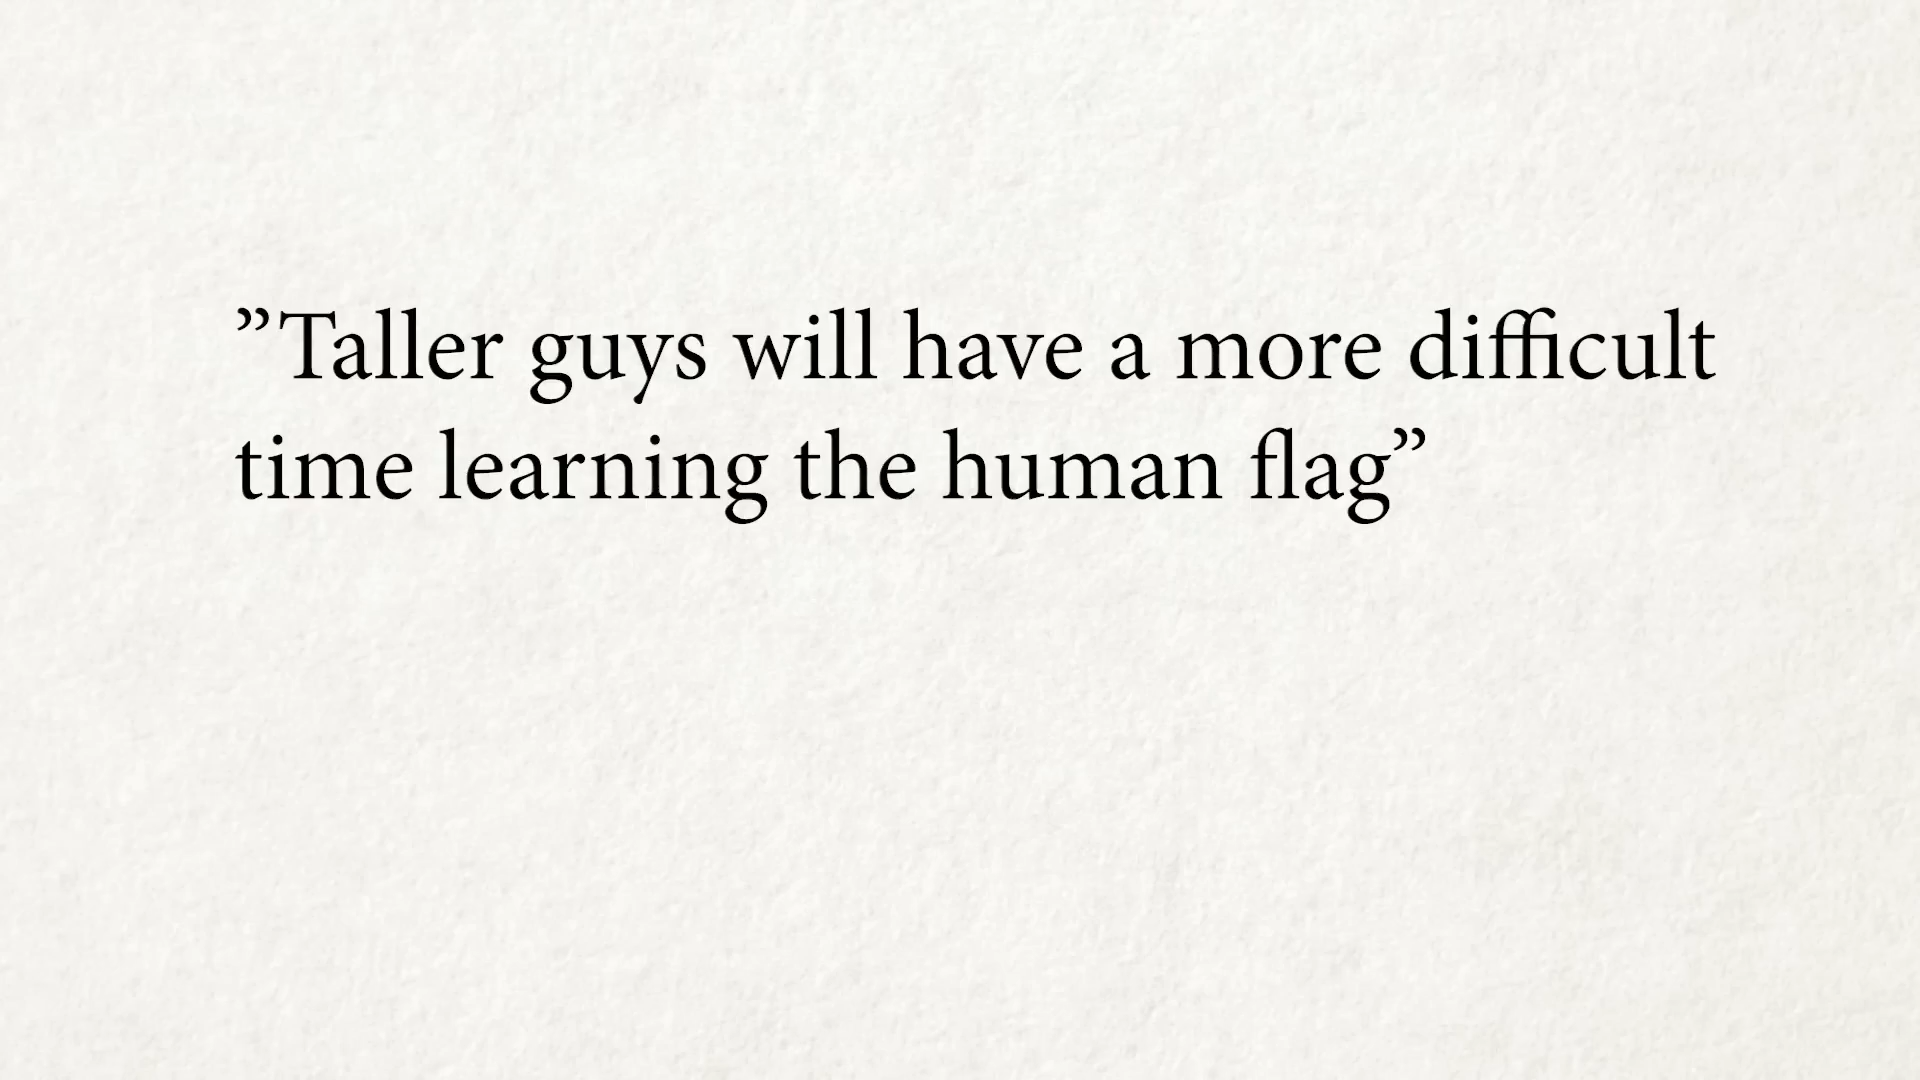 ”Taller guys will have a more difficult
time learning the human flag”